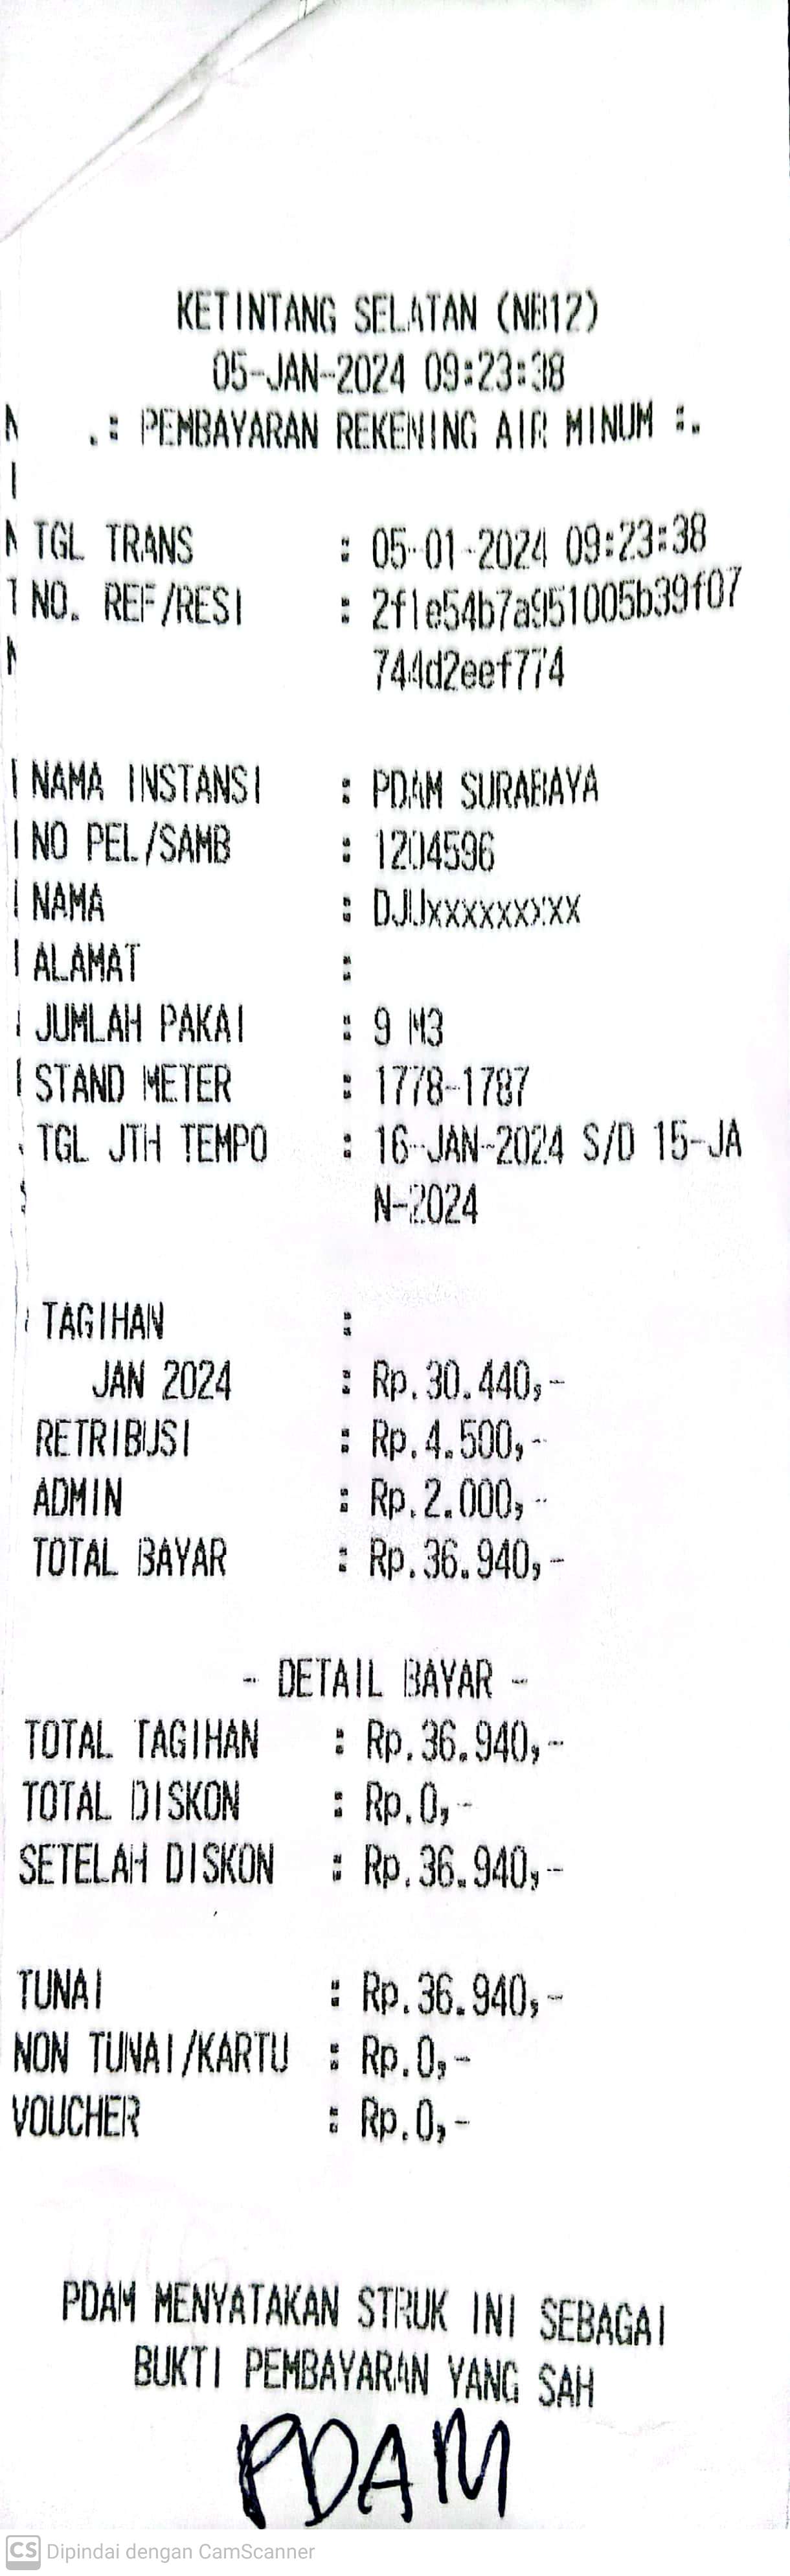 KETINTANG SELATAN (NB12)
05-JAN-2024 09:23:38
.: PEMBAYARAN REKENING AIR MINUM :.
TGL TRANS : 05-01-2024 09:23:38
NO. REF/RESI : 2f1e54b7a951005b39f07
744d2eef774
NAMA INSTANSI : PDAM SURABAYA
NO PEL/SAMB : 1204596
NAMA : DJUxxxxxxxxx
ALAMAT :
JUMLAH PAKAI : 9 M3
STAND METER : 1778-1787
TGL JTH TEMPO : 16-JAN-2024 S/D 15-JA
N-2024
TAGIHAN :
JAN 2024 : Rp.30.440,-
RETRIBUSI : Rp.4.500,-
ADMIN : Rp.2.000,-
TOTAL BAYAR : Rp.36.940,-
- DETAIL BAYAR -
TOTAL TAGIHAN : Rp.36.940,-
TOTAL DISKON : Rp.0,-
SETELAH DISKON : Rp.36.940,-
TUNAI : Rp.36.940,-
NON TUNAI/KARTU : Rp.0,-
VOUCHER : Rp.0,-
PDAM MENYATAKAN STRUK INI SEBAGAI
BUKTI PEMBAYARAN YANG SAH
PDAM
CS Dipindai dengan CamScanner